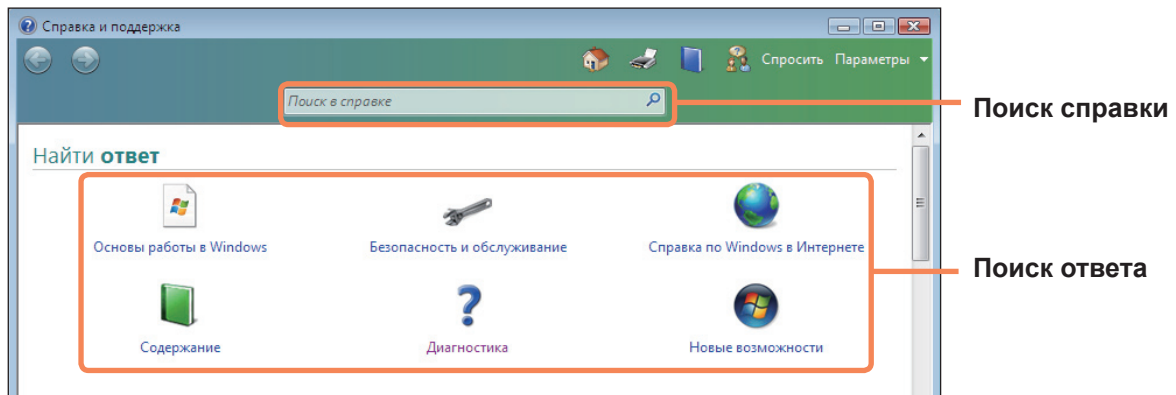 Справка и поддержка
Спросить Параметры
Поиск в справке
Поиск справки
Найти ответ
Основы работы в Windows
Безопасность и обслуживание
Справка по Windows в Интернете
Поиск ответа
Содержание
Диагностика
Новые возможности